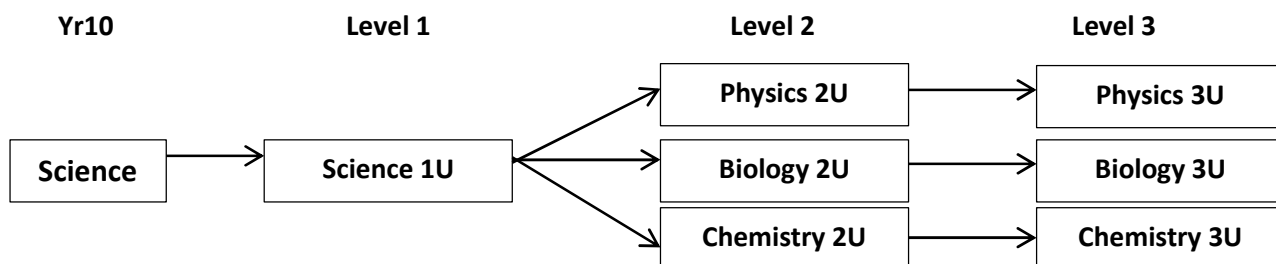 Yr10 Level 1 Level 2 Level 3
Physics 2U Physics 3U
Science Science 1U Biology 2U Biology 3U
Chemistry 2U Chemistry 3U